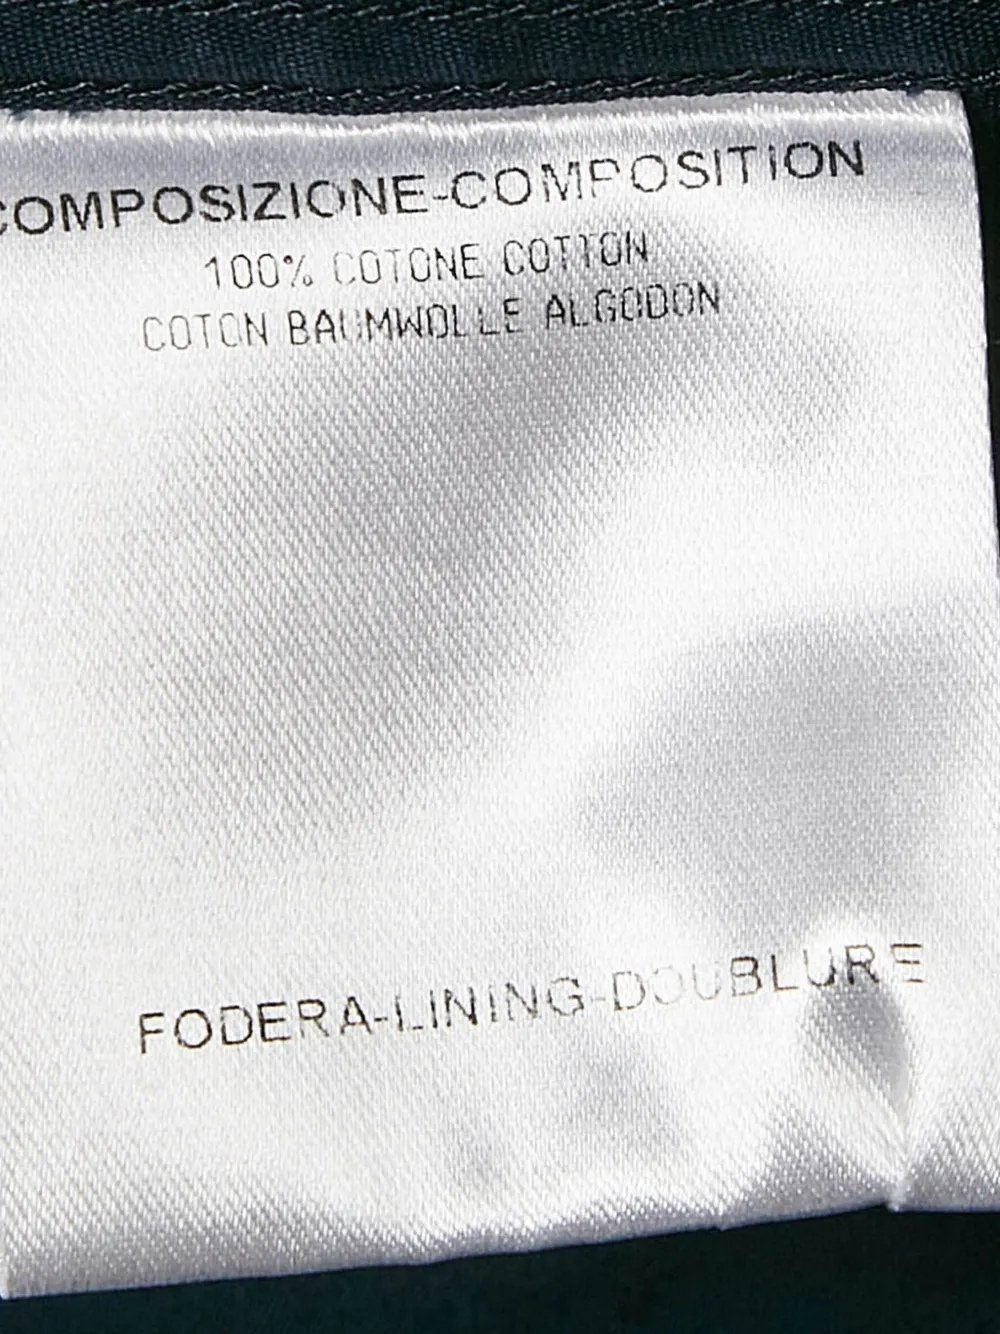 COMPOSIZIONE-COMPOSITION
100% COTONE COTTON
COTON BAUMWOLLE ALGODON
FODERA-LINING-DOUBLURE